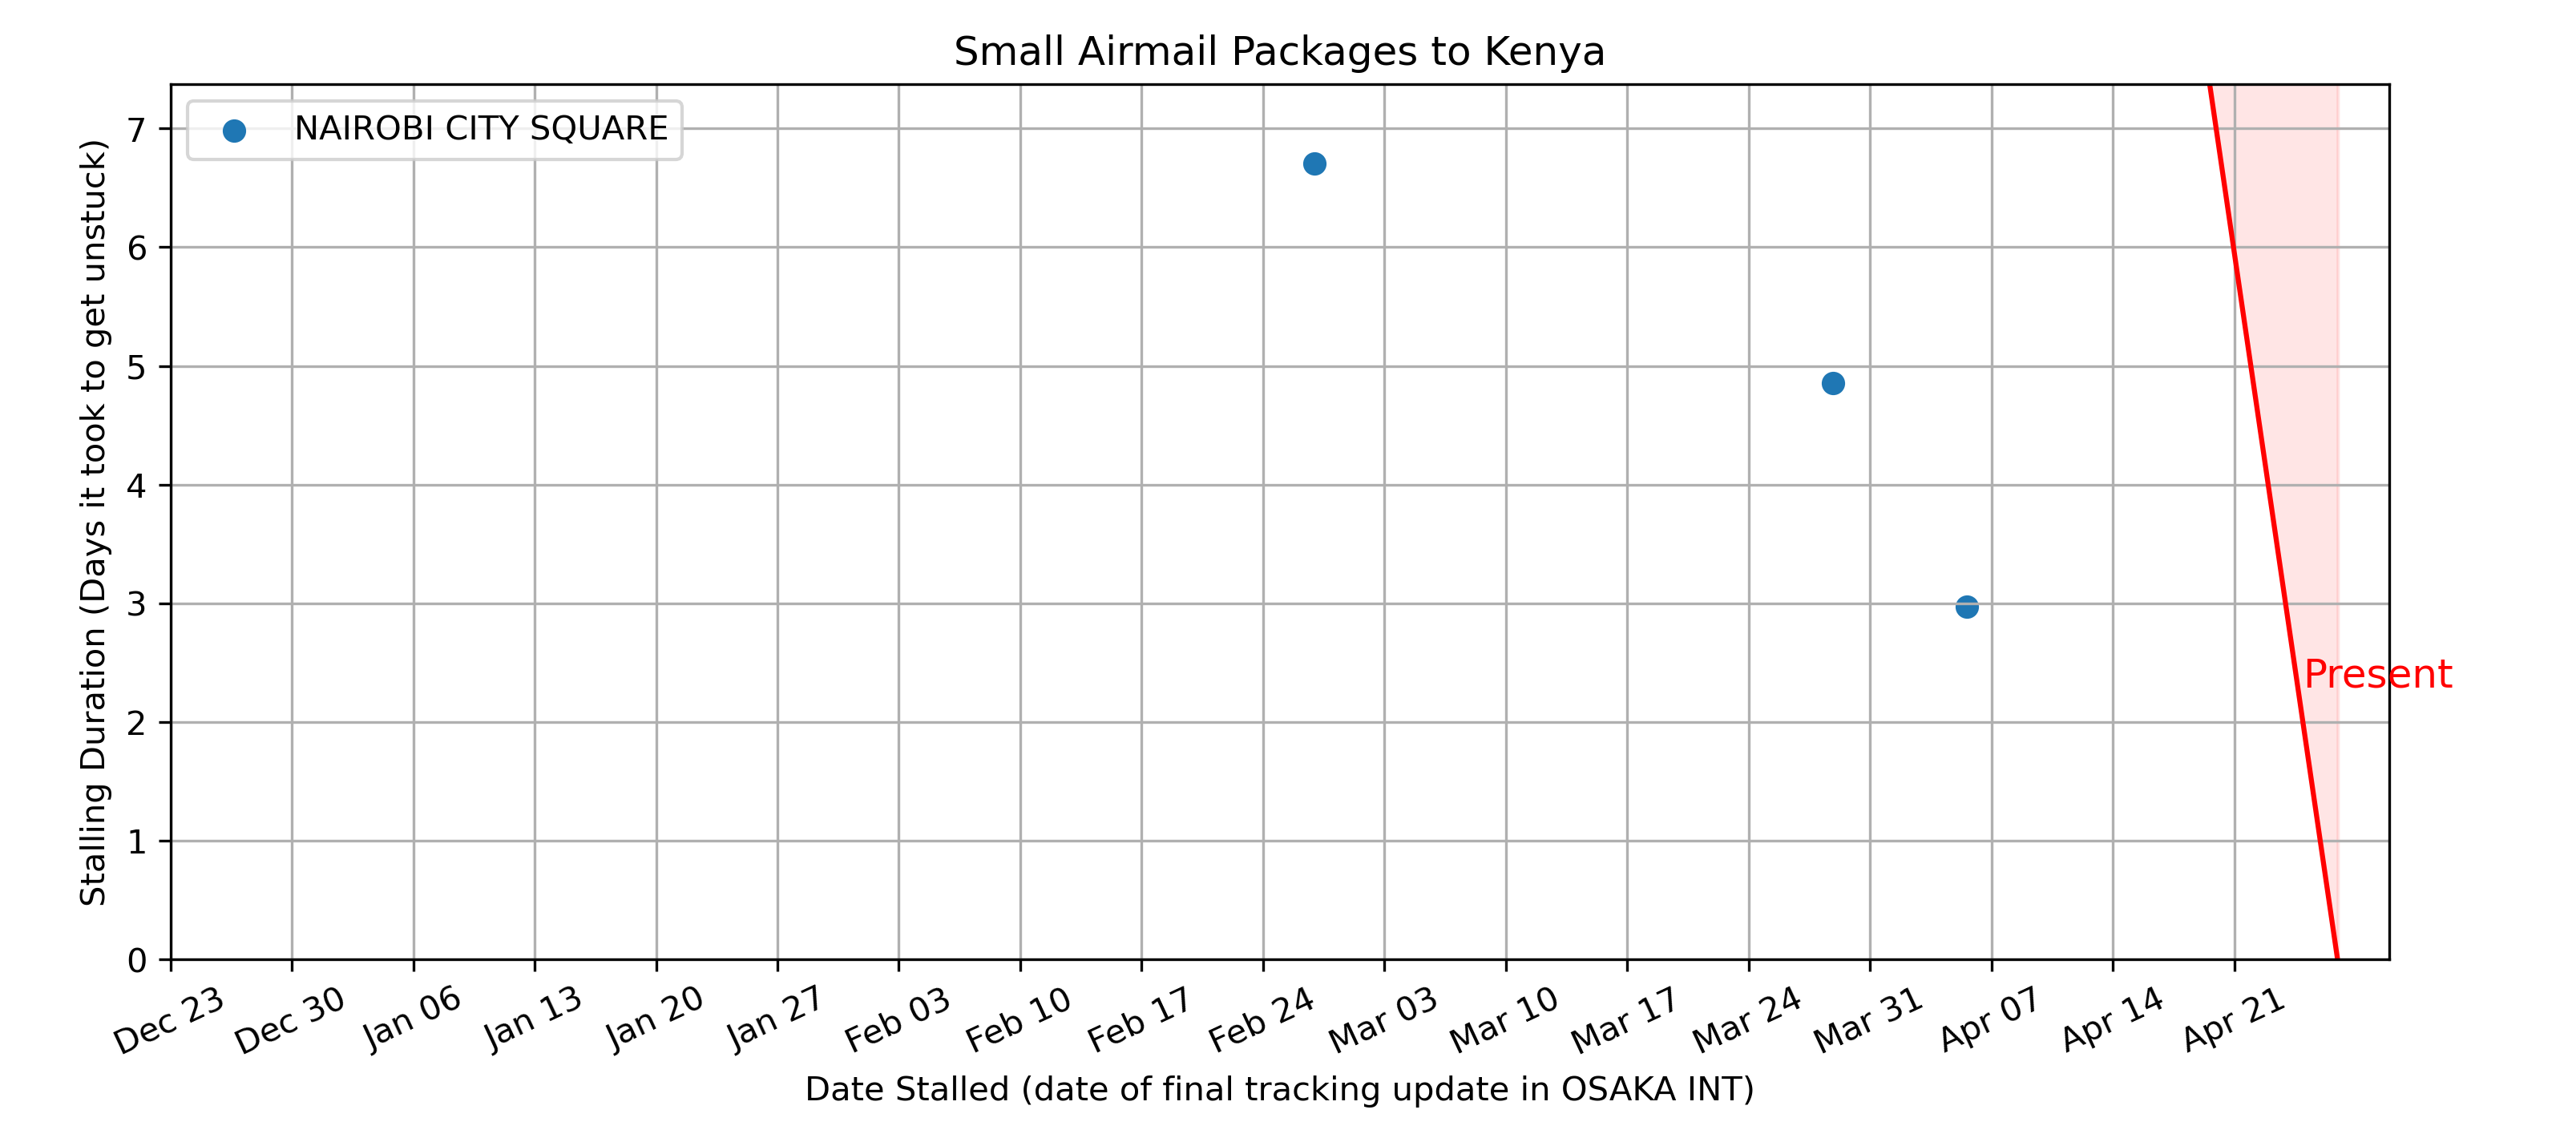 Small Airmail Packages to Kenya
NAIROBI CITY SQUARE
Stalling Duration (Days it took to get unstuck)
7
6
5
4
3
2
1
0
Present
Dec 23
Dec 30
Jan 06
Jan 13
Jan 20
Jan 27
Feb 03
Feb 10
Feb 17
Feb 24
Mar 03
Mar 10
Mar 17
Mar 24
Mar 31
Apr 07
Apr 14
Apr 21
Date Stalled (date of final tracking update in OSAKA INT)